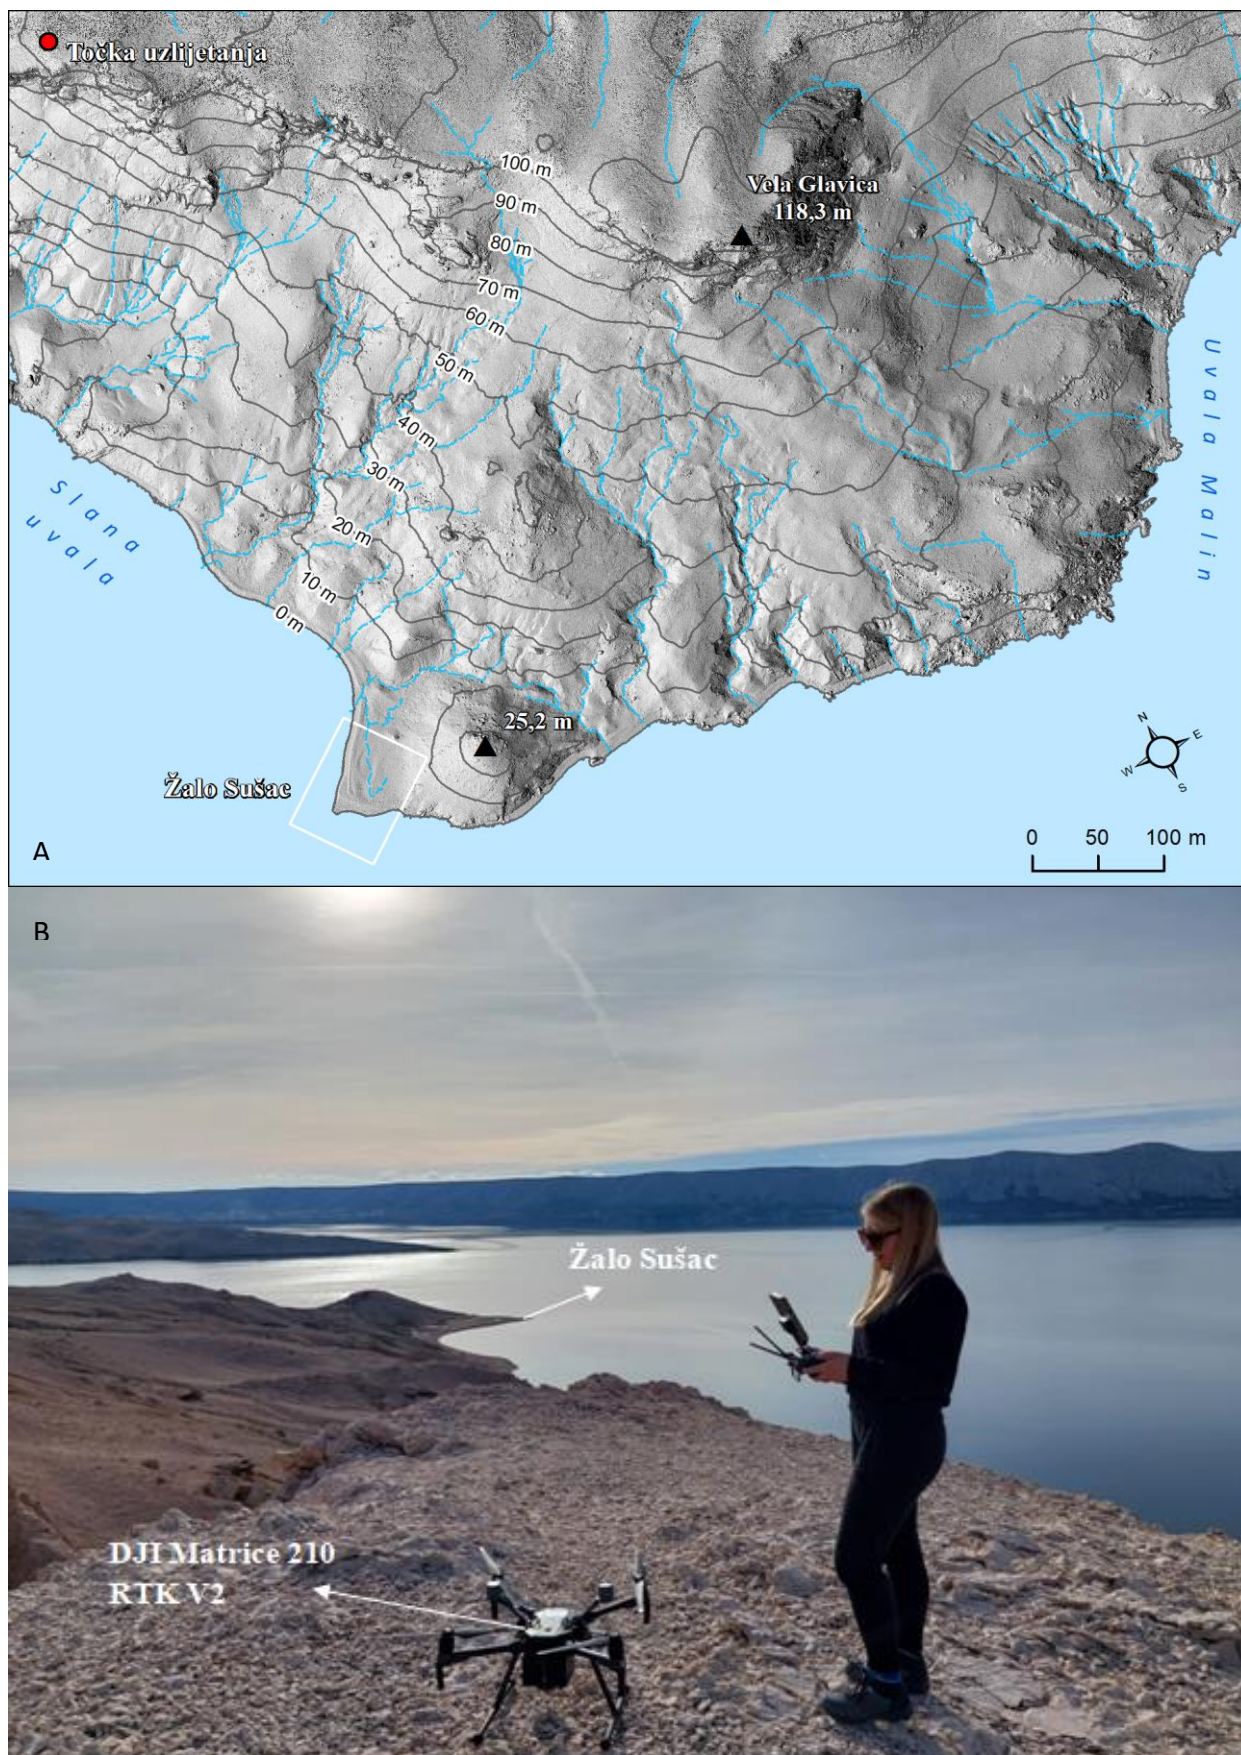 Točka uzlijetanja
100 m
Vela Glavica
118,3 m
90 m
80 m
70 m
60 m
50 m
40 m
30 m
20 m
10 m
0 m
Slana
uvala
Uvala Malin
25,2 m
Žalo Sušac
N
E
W
S
0 50 100 m
A
B
Žalo Sušac
DJI Matrice 210
RTK V2